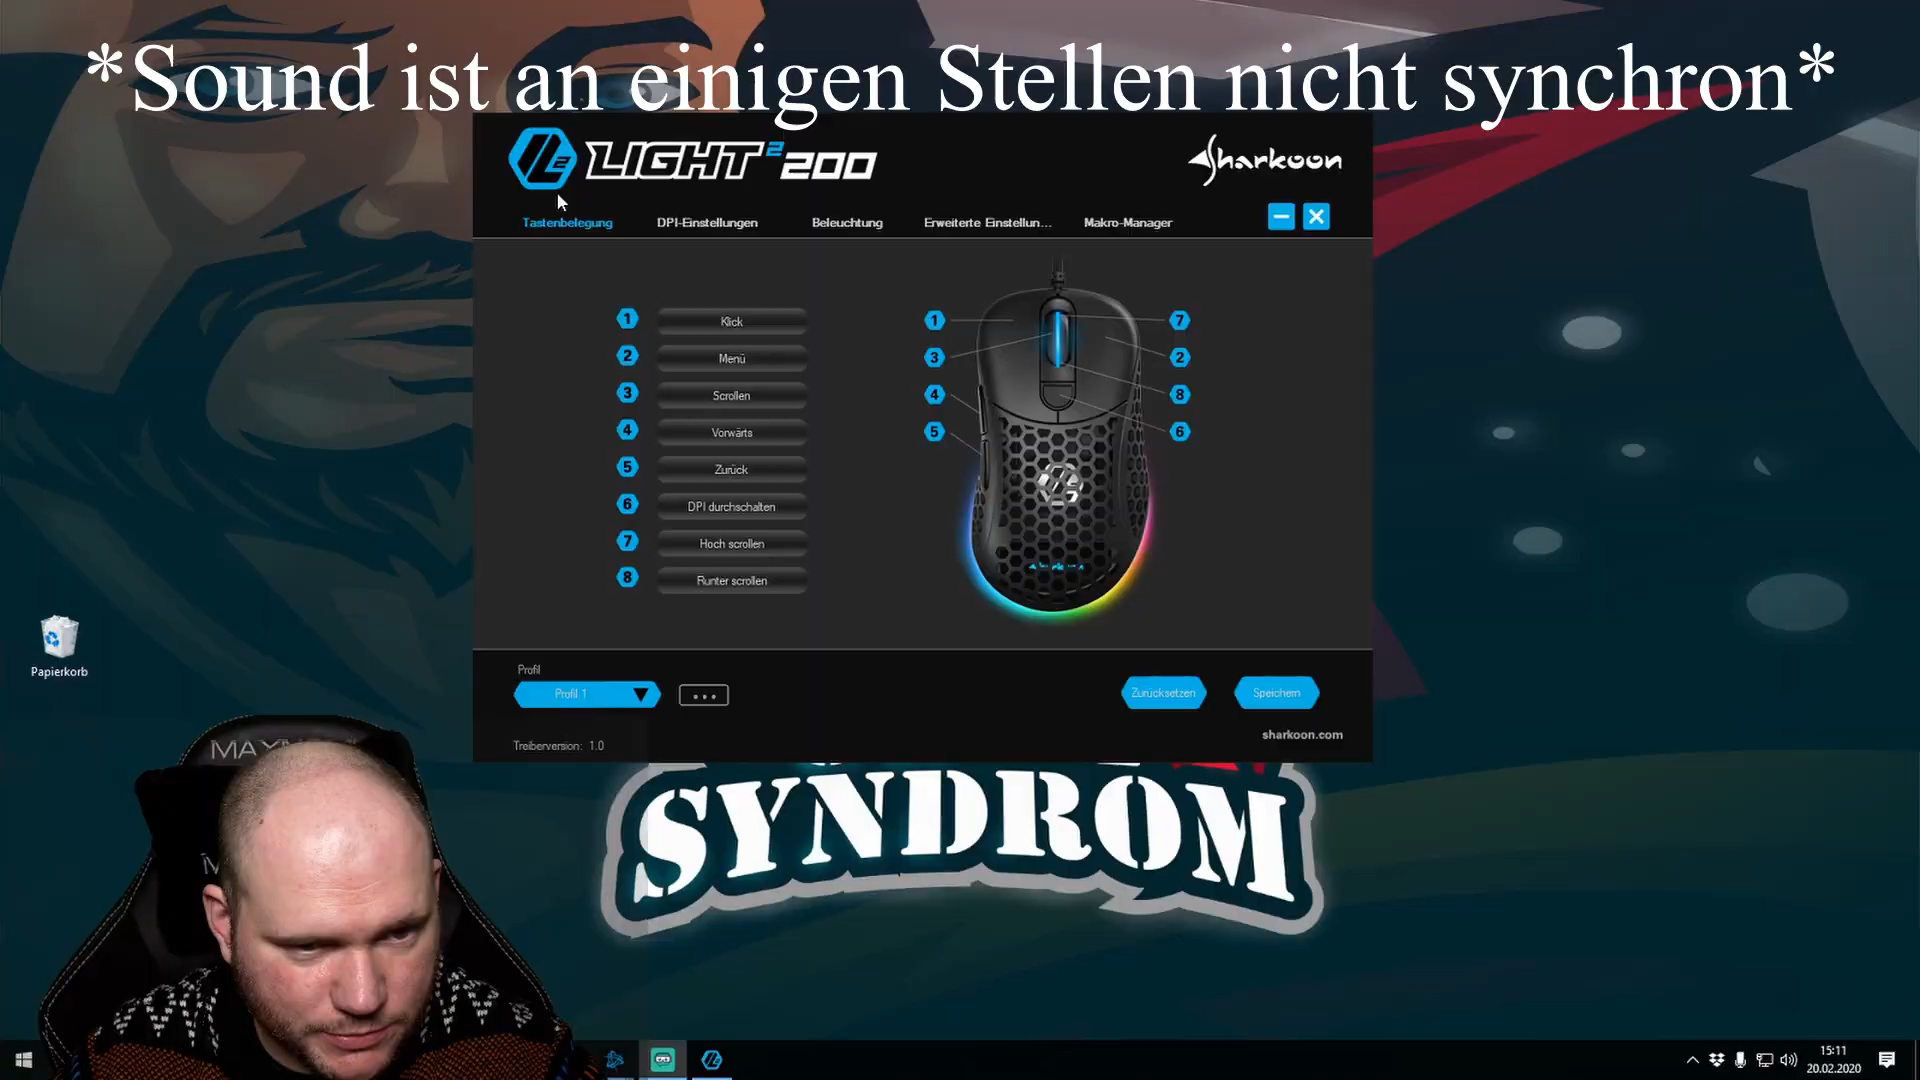 *Sound ist an einigen Stellen nicht synchron*
LIGHT² 200
Sharkoon
Tastenbelegung
DPI-Einstellungen
Beleuchtung
Erweiterte Einstellun...
Makro-Manager
1 Klick
2 Menü
3 Scrollen
4 Vorwärts
5 Zurück
6 DPI durchschalten
7 Hoch scrollen
8 Runter scrollen
1
3
4
5
7
2
8
6
Profil
Profil 1
...
Zurücksetzen
Speichern
Treiberversion: 1.0
sharkoon.com
Papierkorb
SYNDROM
15:11
20.02.2020